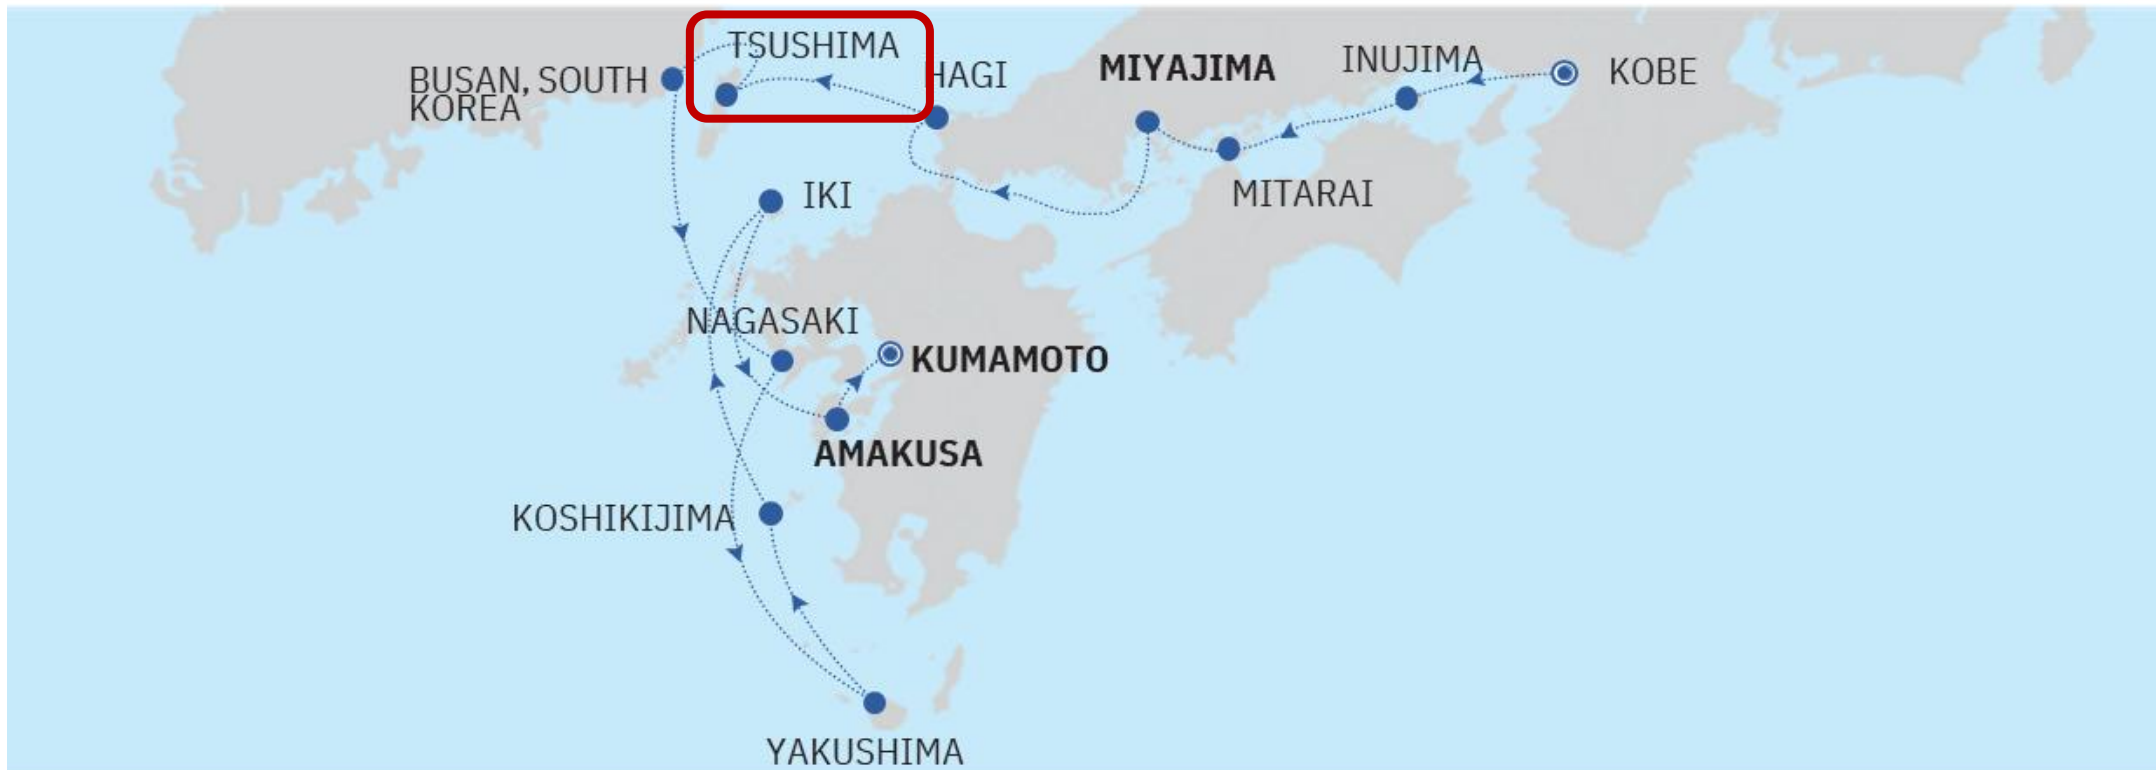 TSUSHIMA
BUSAN, SOUTH
KOREA
HAGI
MIYAJIMA
INUJIMA
KOBE
IKI
MITARAI
NAGASAKI
KUMAMOTO
AMAKUSA
KOSHIKIJIMA
YAKUSHIMA